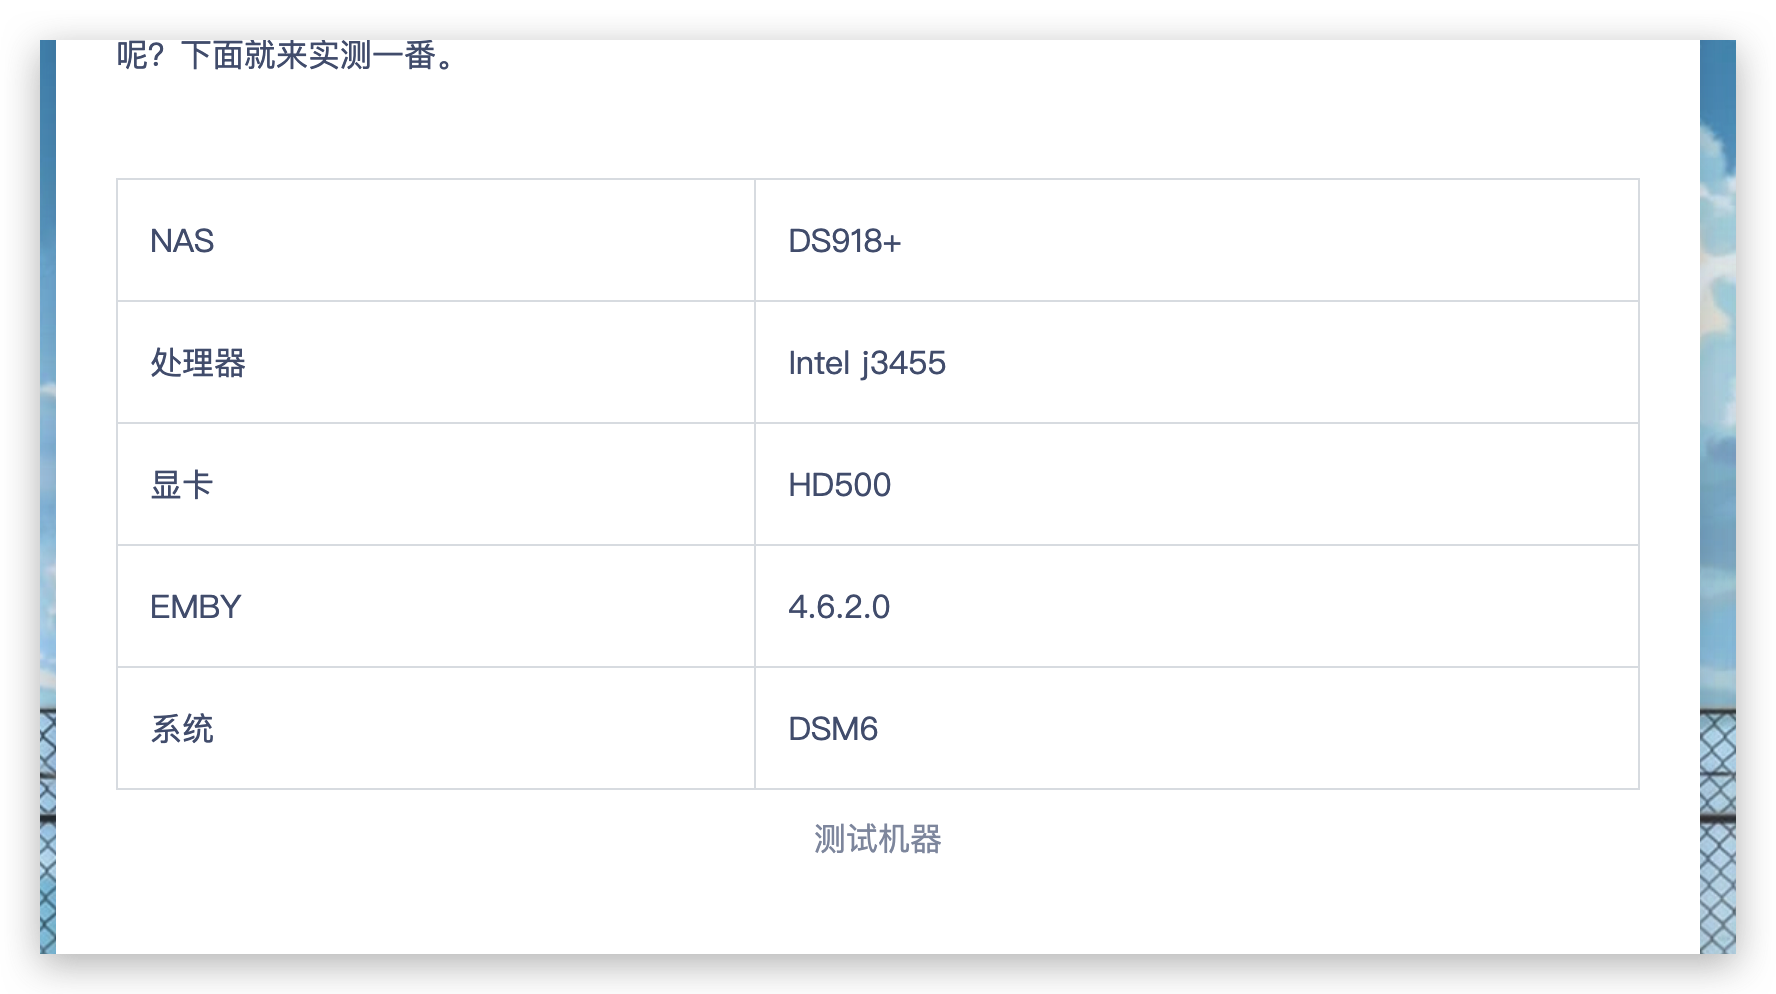 呢？下面就来实测一番。
NAS DS918+
处理器 Intel j3455
显卡 HD500
EMBY 4.6.2.0
系统 DSM6
测试机器